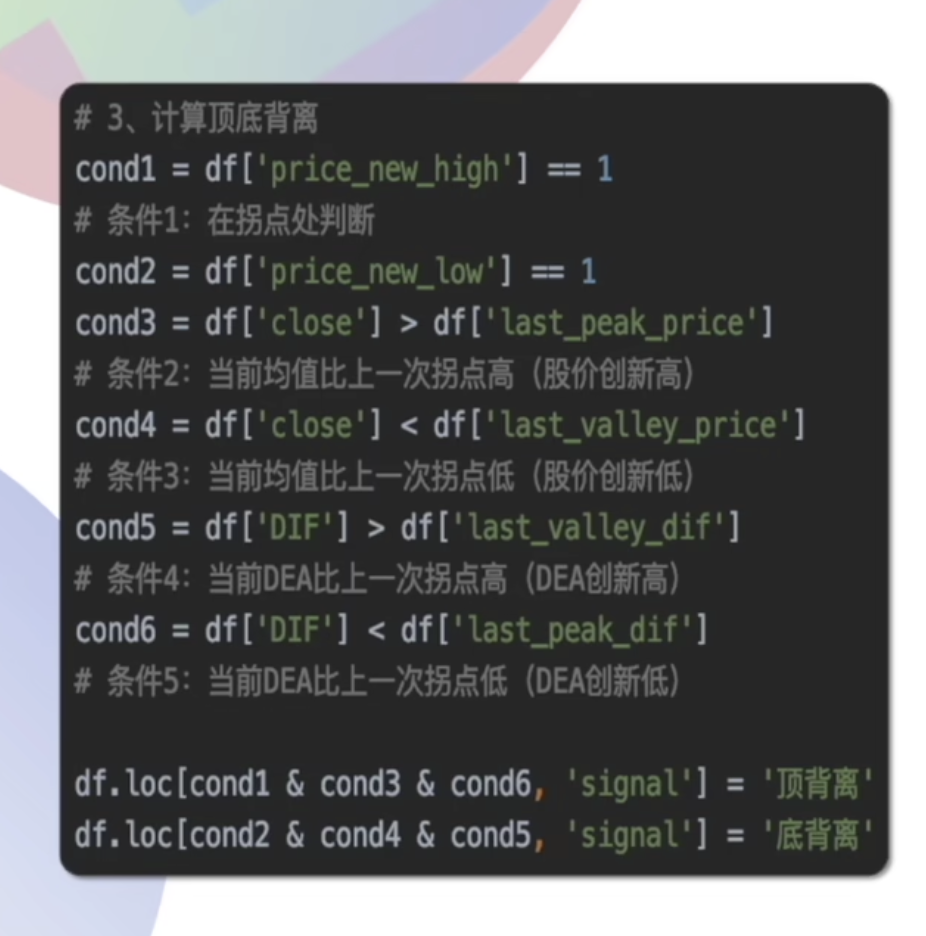 # 3、计算顶底背离
cond1 = df['price_new_high'] == 1
# 条件1：在拐点处判断
cond2 = df['price_new_low'] == 1
cond3 = df['close'] > df['last_peak_price']
# 条件2：当前均值比上一次拐点高（股价创新高）
cond4 = df['close'] < df['last_valley_price']
# 条件3：当前均值比上一次拐点低（股价创新低）
cond5 = df['DIF'] > df['last_valley_dif']
# 条件4：当前DEA比上一次拐点高（DEA创新高）
cond6 = df['DIF'] < df['last_peak_dif']
# 条件5：当前DEA比上一次拐点低（DEA创新低）
df.loc[cond1 & cond3 & cond6, 'signal'] = '顶背离'
df.loc[cond2 & cond4 & cond5, 'signal'] = '底背离'